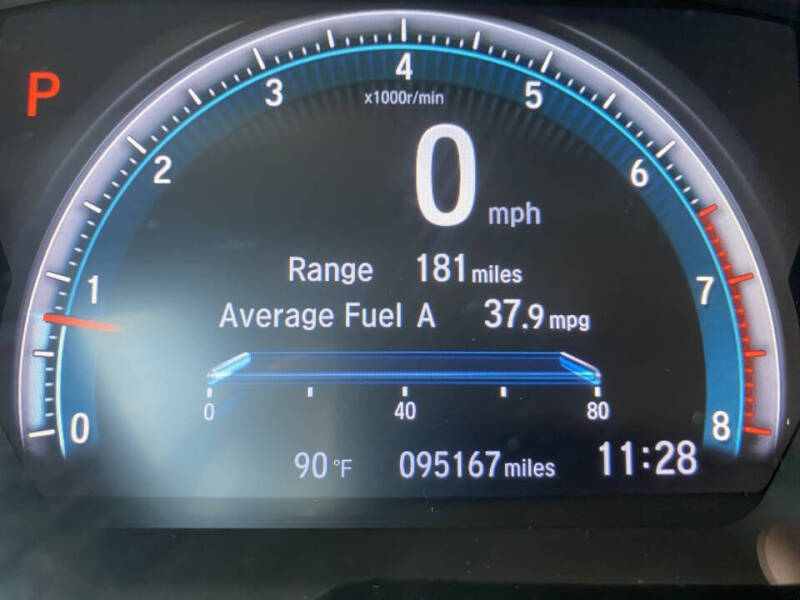 P
0 1 2 3 4 5 6 7 8
x1000r/min
0 mph
Range 181 miles
Average Fuel A 37.9 mpg
0 40 80
90 °F 095167 miles 11:28